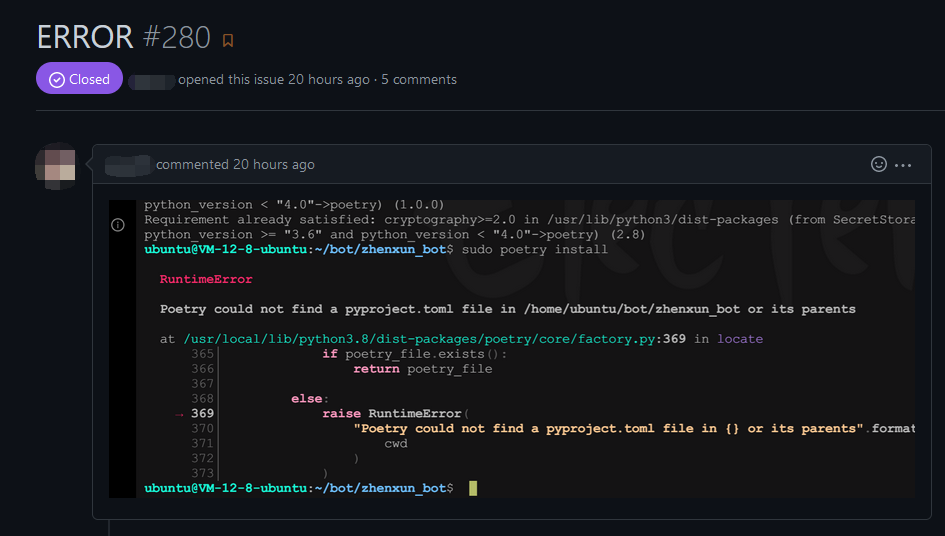 ERROR #280
Closed opened this issue 20 hours ago · 5 comments
commented 20 hours ago
python_version < "4.0"->poetry) (1.0.0)
Requirement already satisfied: cryptography>=2.0 in /usr/lib/python3/dist-packages (from SecretStora
python_version >= "3.6" and python_version < "4.0"->poetry) (2.8)
ubuntu@VM-12-8-ubuntu:~/bot/zhenxun_bot$ sudo poetry install
RuntimeError
Poetry could not find a pyproject.toml file in /home/ubuntu/bot/zhenxun_bot or its parents
at /usr/local/lib/python3.8/dist-packages/poetry/core/factory.py:369 in locate
365│ if poetry_file.exists():
366│ return poetry_file
367│
368│ else:
→ 369│ raise RuntimeError(
370│ "Poetry could not find a pyproject.toml file in {} or its parents".format
371│ cwd
372│ )
373│ )
ubuntu@VM-12-8-ubuntu:~/bot/zhenxun_bot$